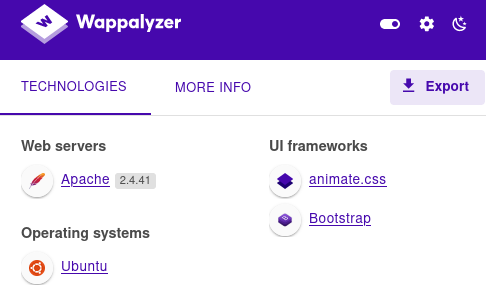 Wappalyzer
TECHNOLOGIES
MORE INFO
Export
Web servers
Apache 2.4.41
Operating systems
Ubuntu
UI frameworks
animate.css
Bootstrap